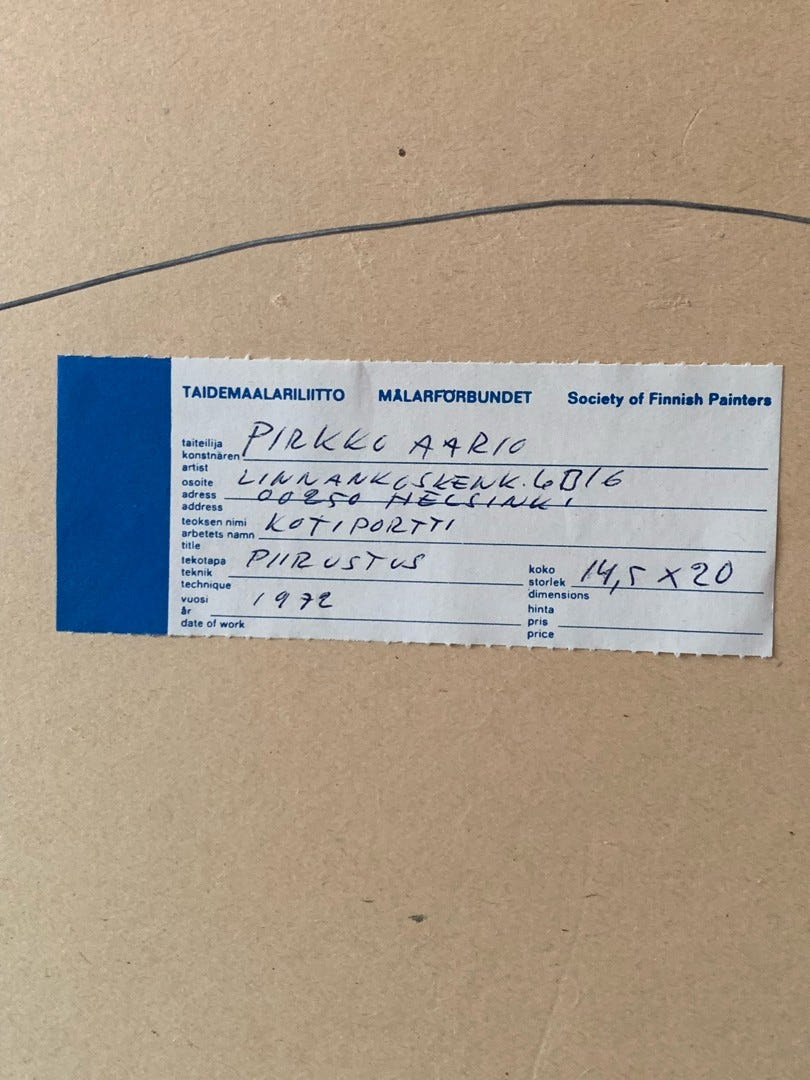 TAIDEMAALARILIITTO MÅLARFÖRBUNDET Society of Finnish Painters
taiteilija
konstnären
artist
PIRKKO AARIO
osoite
adress
address
LINNANKOSKENK. 6 B 16
00250 HELSINKI
teoksen nimi
arbetets namn
title
KOTIPORTTI
tekotapa
teknik
technique
PIIRUSTUS
koko
storlek
dimensions
14,5 X 20
vuosi
år
date of work
1972
hinta
pris
price